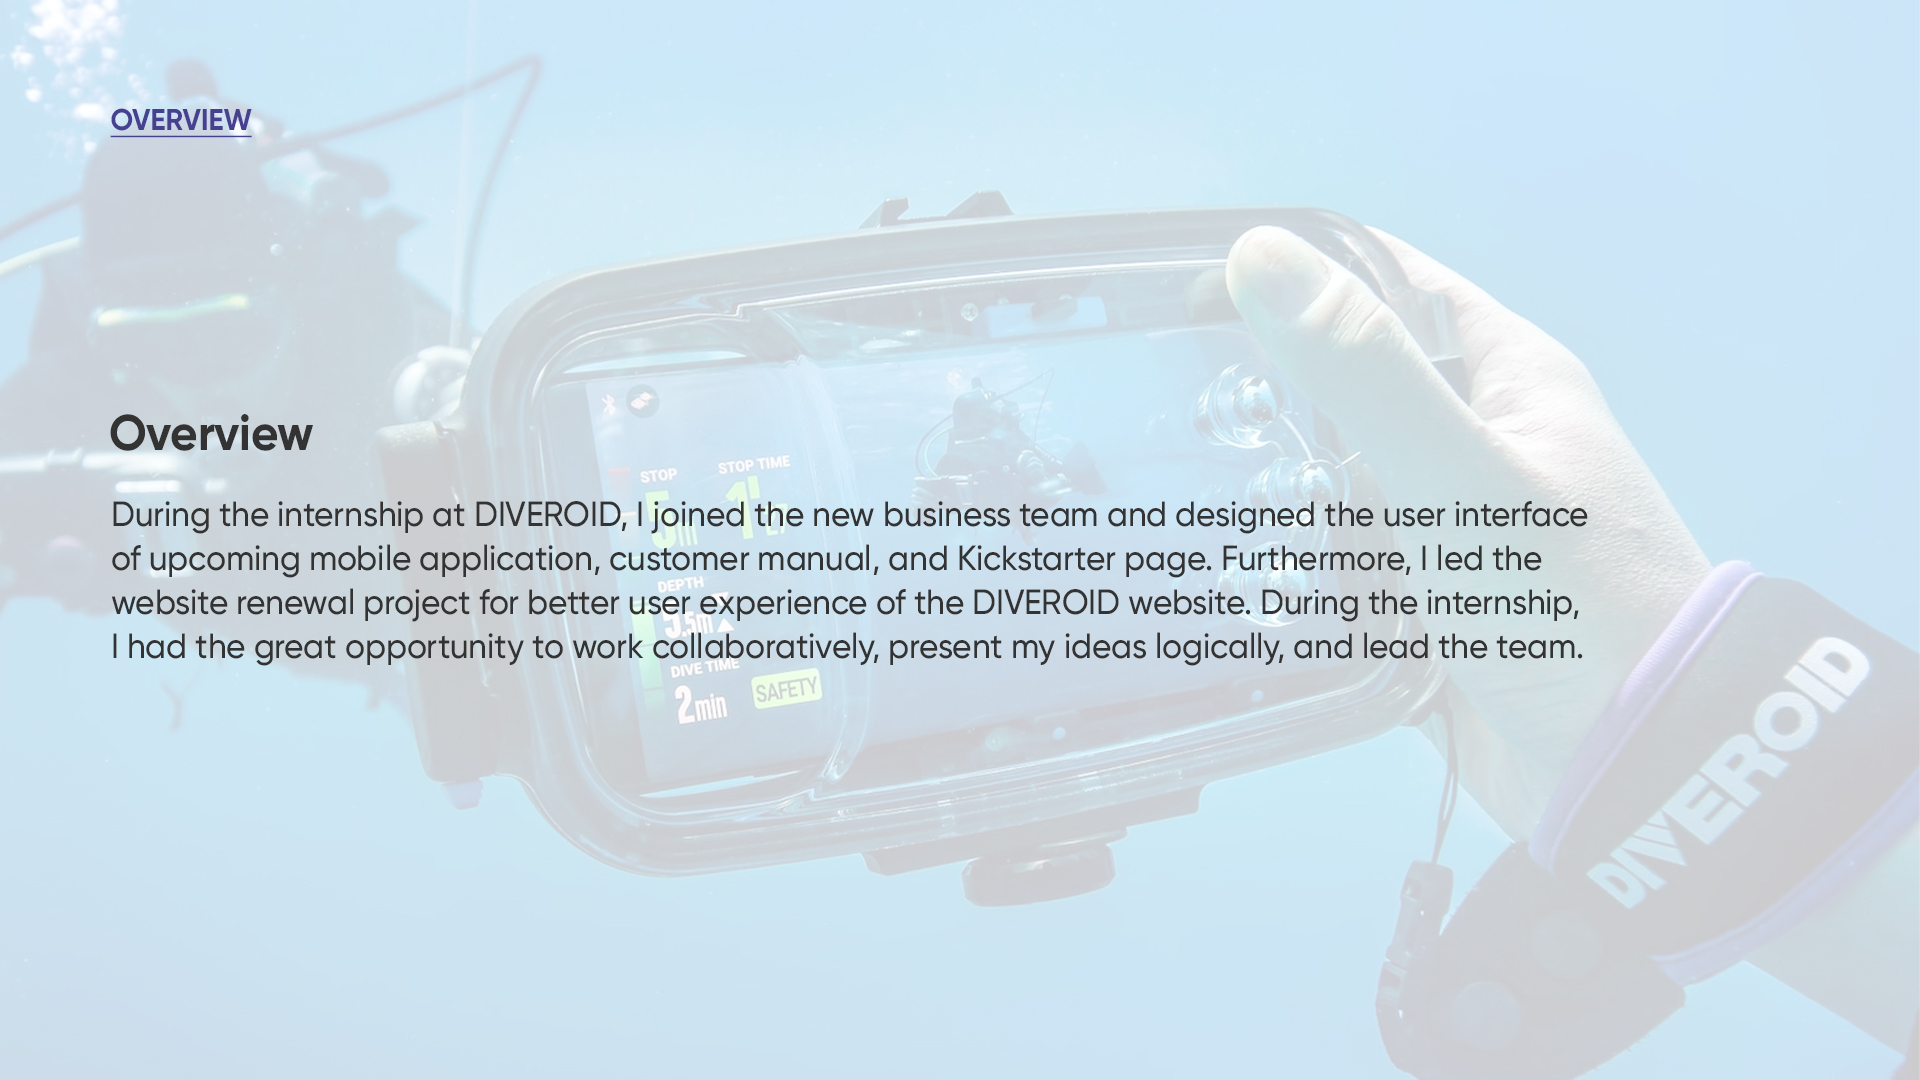 OVERVIEW
Overview
During the internship at DIVEROID, I joined the new business team and designed the user interface
of upcoming mobile application, customer manual, and Kickstarter page. Furthermore, I led the
website renewal project for better user experience of the DIVEROID website. During the internship,
I had the great opportunity to work collaboratively, present my ideas logically, and lead the team.
STOP STOP TIME
5m
DEPTH
5.5m
DIVE TIME
2min SAFETY
DIVEROID